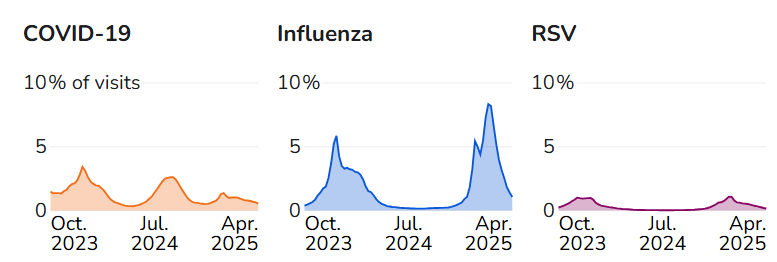 COVID-19
10% of visits
5
0
Oct. 2023
Jul. 2024
Apr. 2025
Influenza
10%
5
0
Oct. 2023
Jul. 2024
Apr. 2025
RSV
10%
5
0
Oct. 2023
Jul. 2024
Apr. 2025